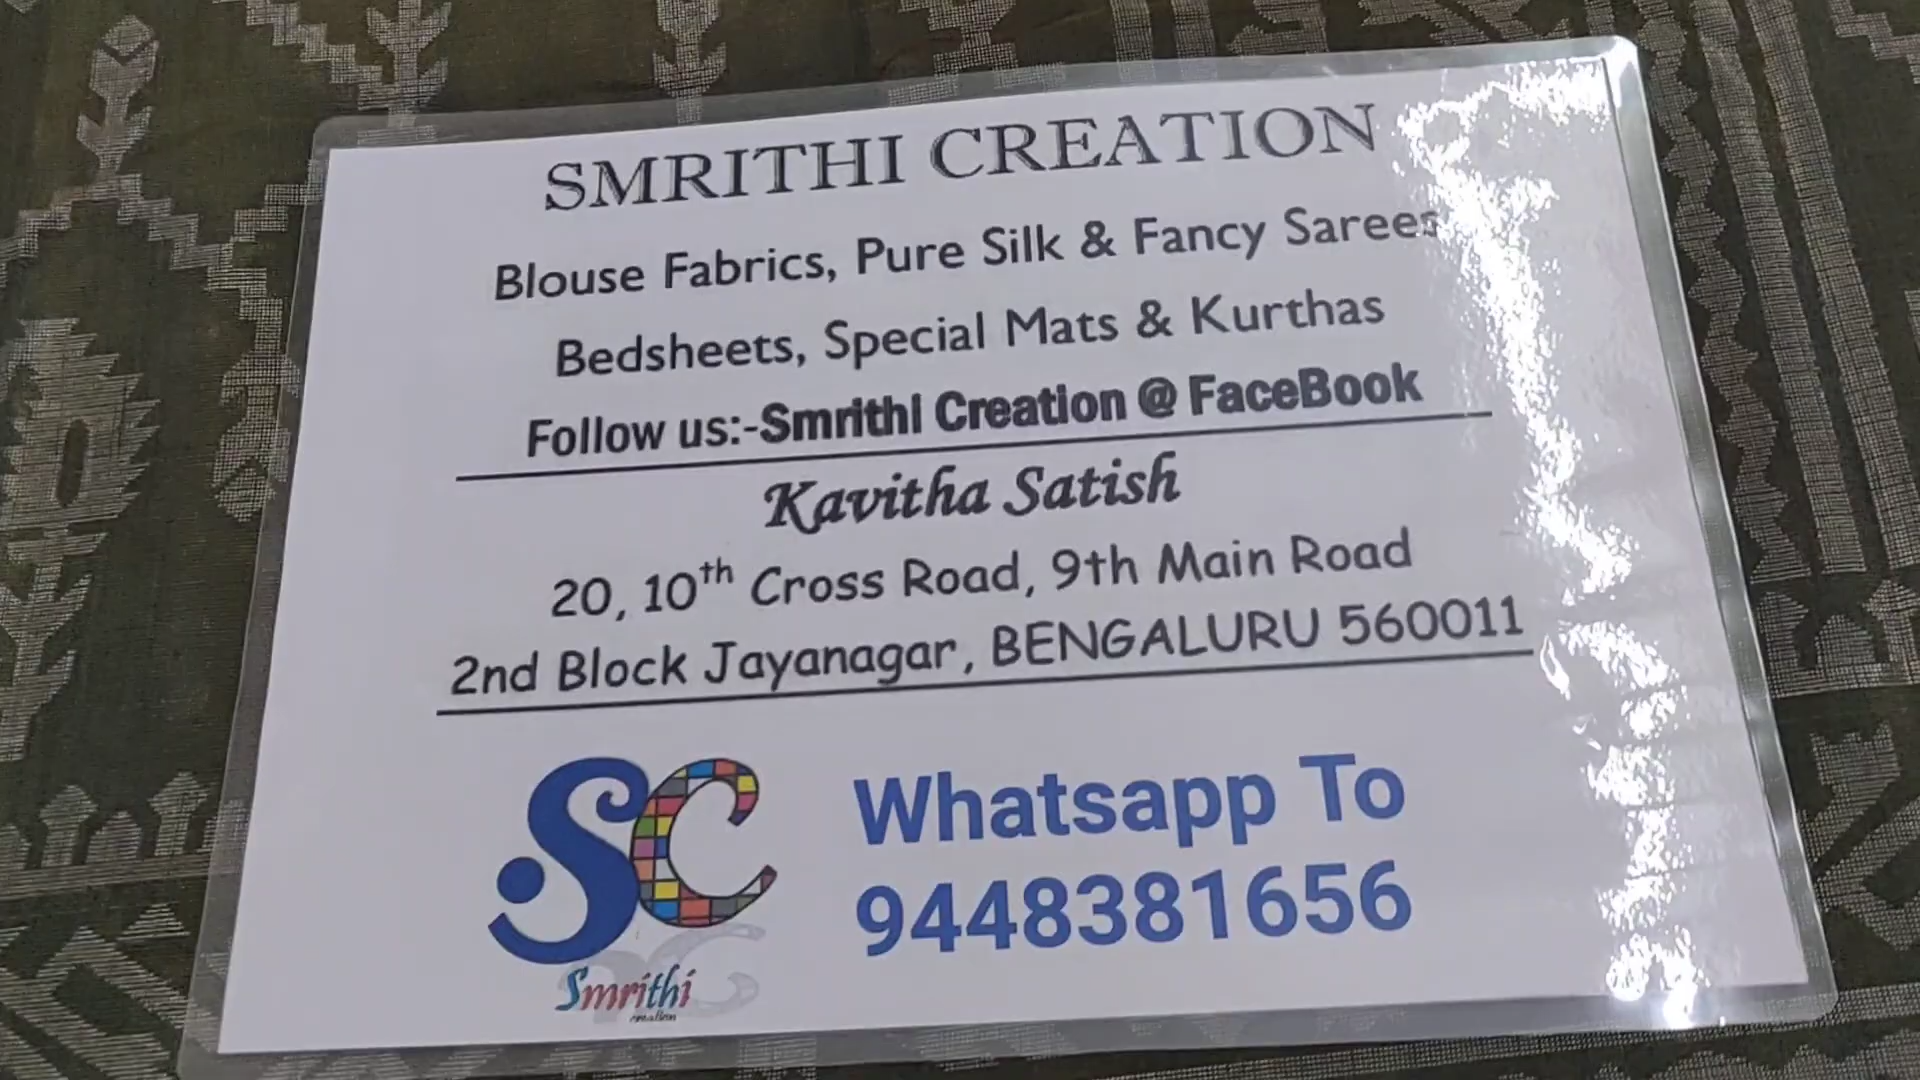 SMRITHI CREATION
Blouse Fabrics, Pure Silk & Fancy Sarees
Bedsheets, Special Mats & Kurthas
Follow us:-Smrithi Creation @ FaceBook
Kavitha Satish
20, 10th Cross Road, 9th Main Road
2nd Block Jayanagar, BENGALURU 560011
SC
Smrithi
creation
Whatsapp To
9448381656